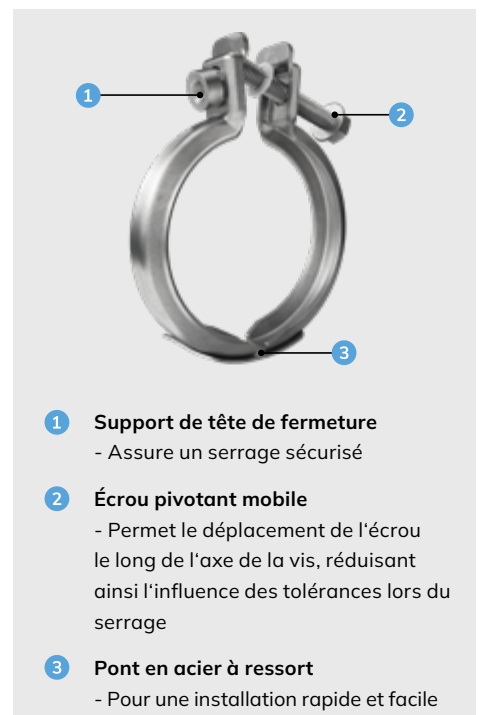 1
2
3
1 Support de tête de fermeture
- Assure un serrage sécurisé
2 Écrou pivotant mobile
- Permet le déplacement de l‘écrou
le long de l‘axe de la vis, réduisant
ainsi l‘influence des tolérances lors du
serrage
3 Pont en acier à ressort
- Pour une installation rapide et facile